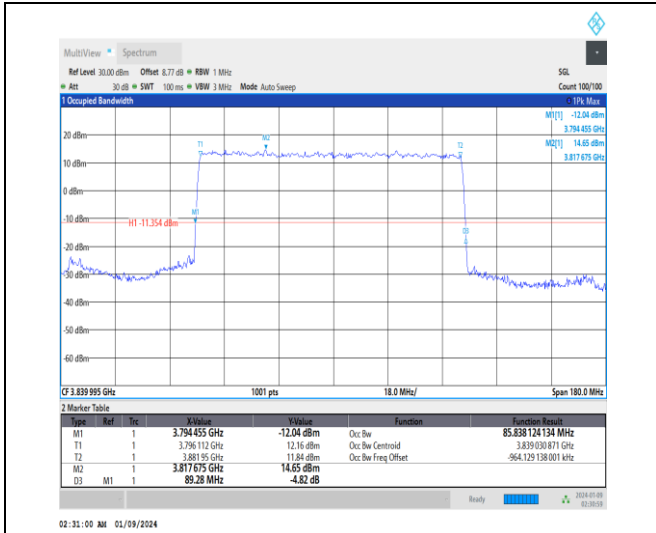 MultiView Spectrum
Ref Level 30.00 dBm Offset 8.77 dB RBW 1 MHz SGL
Att 30 dB SWT 100 ms VBW 3 MHz Mode Auto Sweep Count 100/100
1 Occupied Bandwidth 1Pk Max
M1[1] -12.04 dBm
3.794 455 GHz
M2[1] 14.65 dBm
3.817 675 GHz
20 dBm
T1 M2 T2
10 dBm
0 dBm
M1
-10 dBm
H1 -11.354 dBm
D3
-20 dBm
-30 dBm
-40 dBm
-50 dBm
-60 dBm
CF 3.839 995 GHz 1001 pts 18.0 MHz/ Span 180.0 MHz
2 Marker Table
Type Ref Trc X-Value Y-Value Function Function Result
M1 1 3.794 455 GHz -12.04 dBm Occ Bw 85.838 124 134 MHz
T1 1 3.796 112 GHz 12.16 dBm Occ Bw Centroid 3.839 030 871 GHz
T2 1 3.881 95 GHz 11.84 dBm Occ Bw Freq Offset -964.129 138 001 kHz
M2 1 3.817 675 GHz 14.65 dBm
D3 M1 1 89.28 MHz -4.82 dB
Ready 2024-01-09
02:30:59
02:31:00 AM 01/09/2024